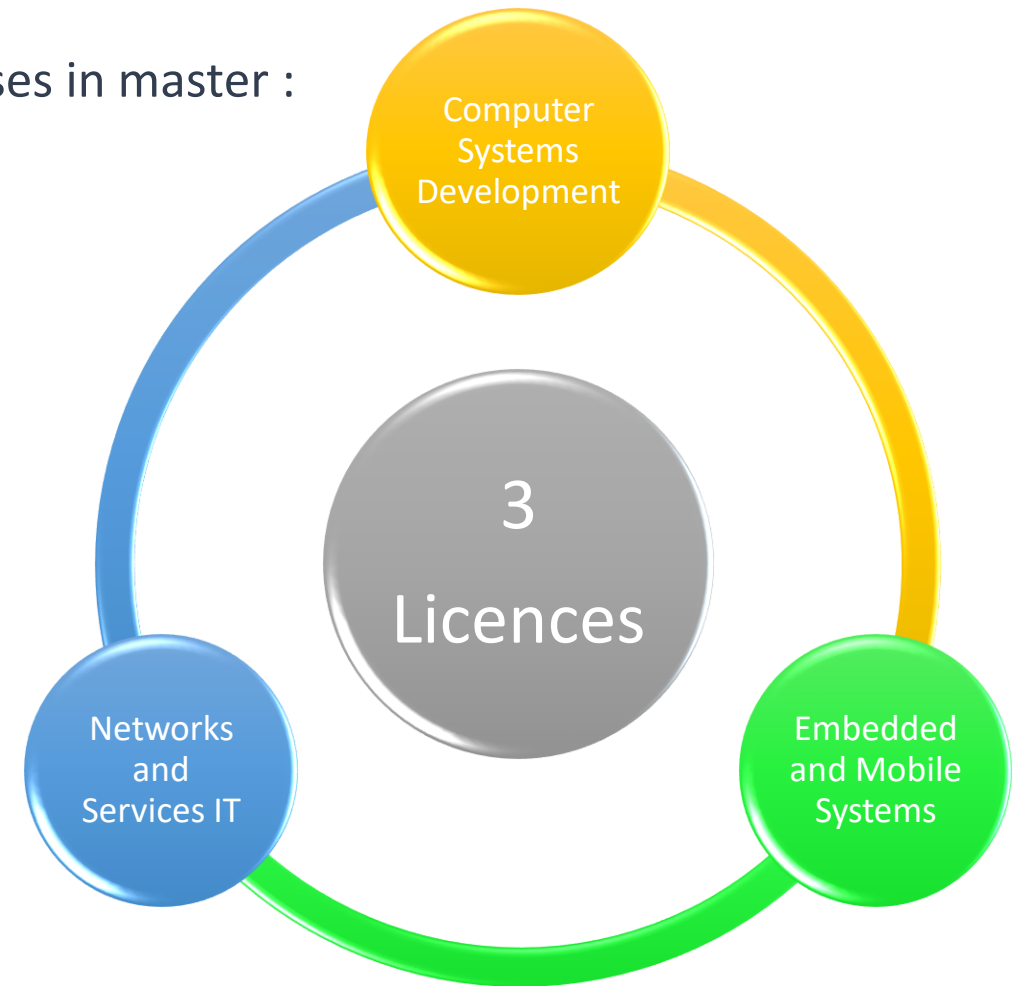 ses in master :
Computer
Systems
Development
3
Licences
Networks
and
Services IT
Embedded
and Mobile
Systems